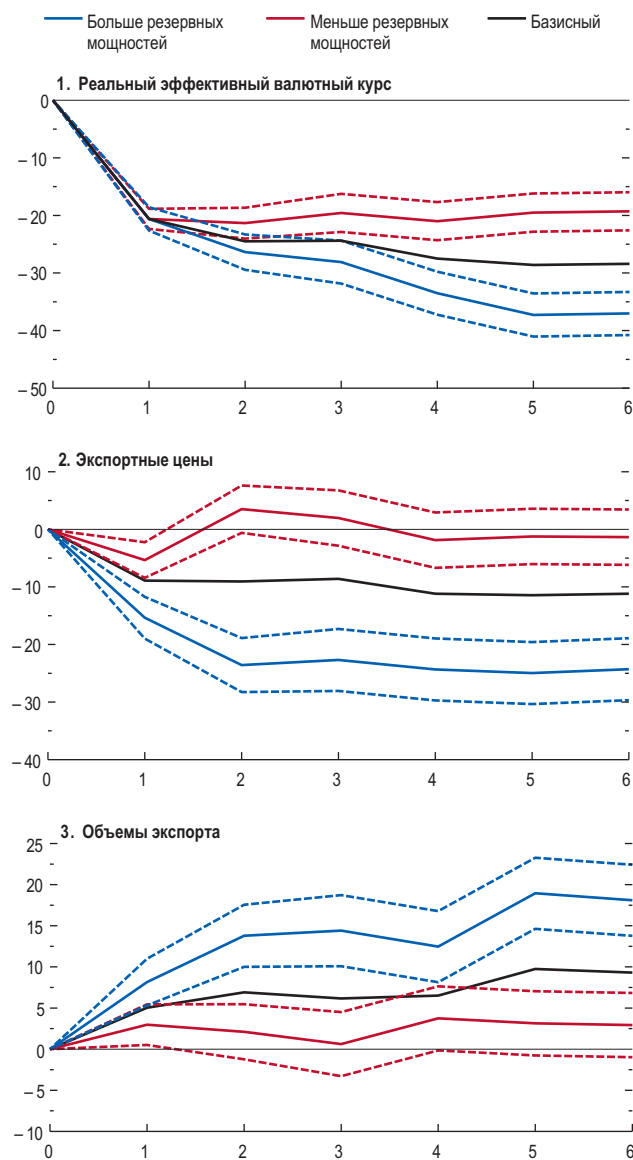 Больше резервных Меньше резервных Базисный
мощностей мощностей
1. Реальный эффективный валютный курс
0
– 10
– 20
– 30
– 40
– 50
0 1 2 3 4 5 6
2. Экспортные цены
10
0
– 10
– 20
– 30
– 40
0 1 2 3 4 5 6
3. Объемы экспорта
25
20
15
10
5
0
– 5
– 10
0 1 2 3 4 5 6